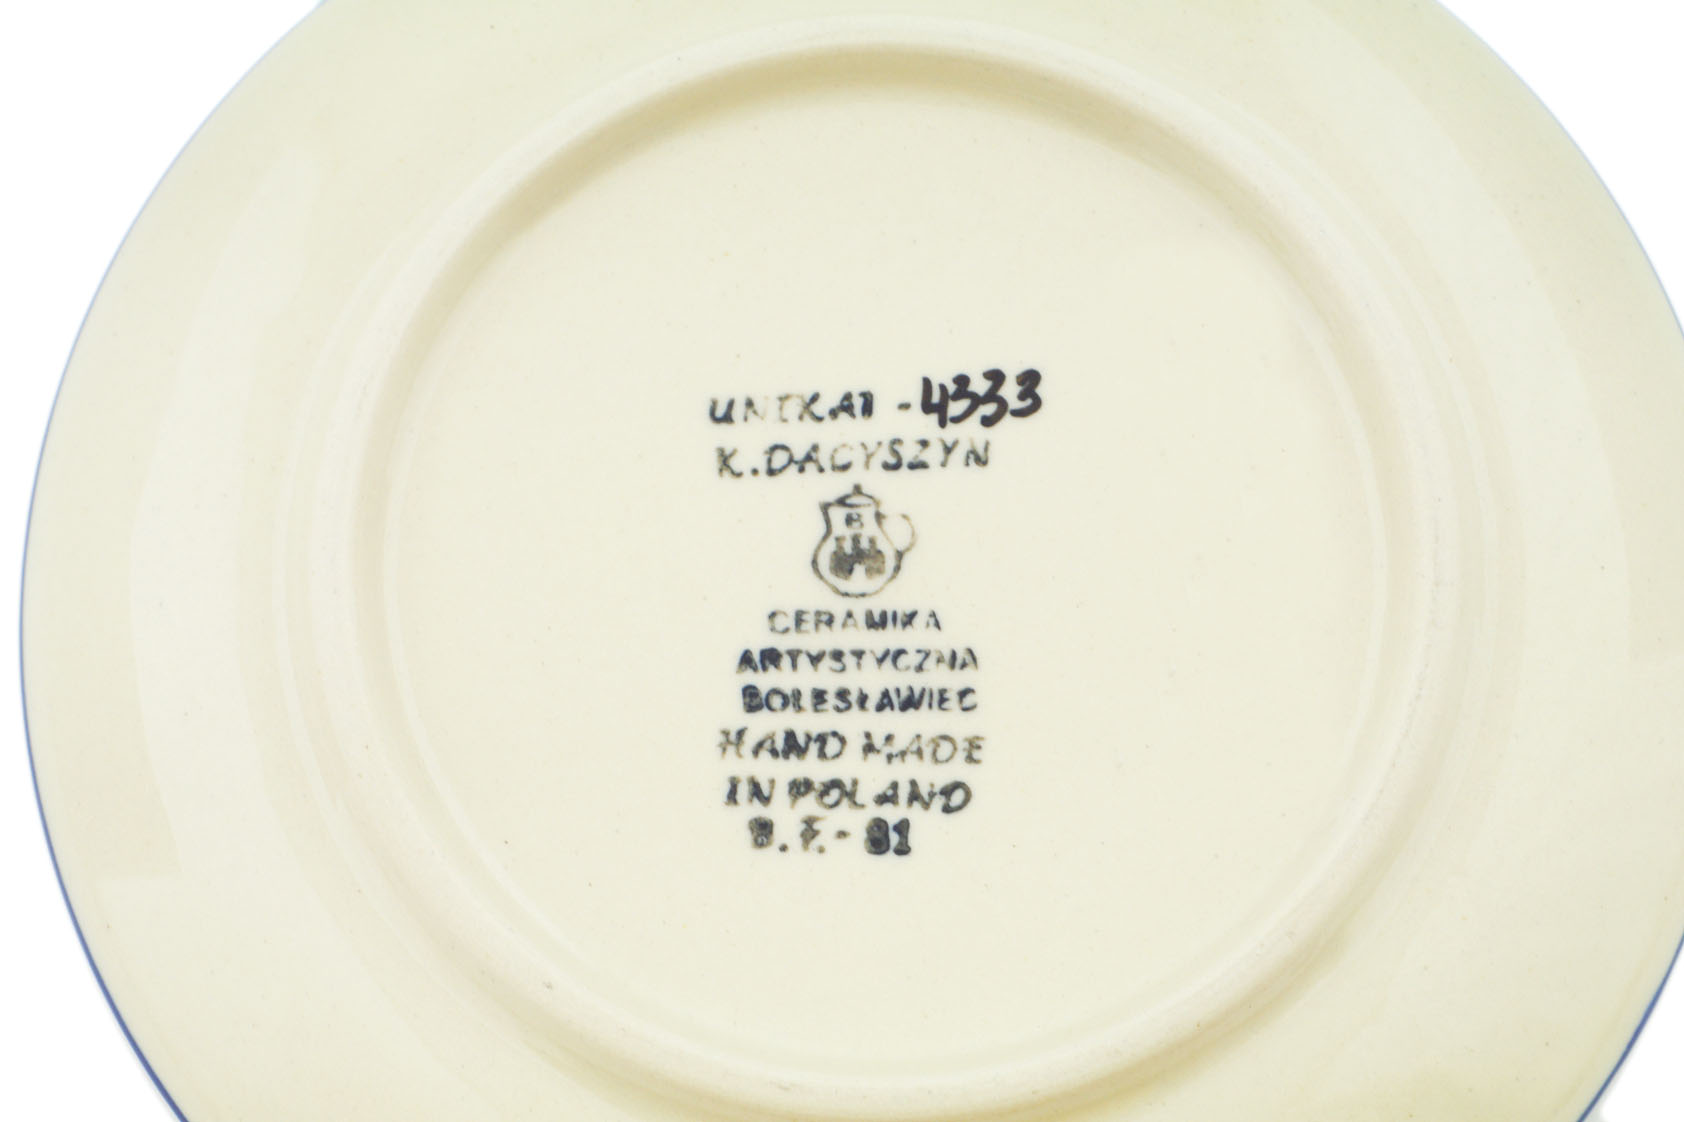 UNIKAT - 4333
K. DACYSZYN
B
CERAMIKA
ARTYSTYCZNA
BOLESŁAWIEC
HAND MADE
IN POLAND
- 81